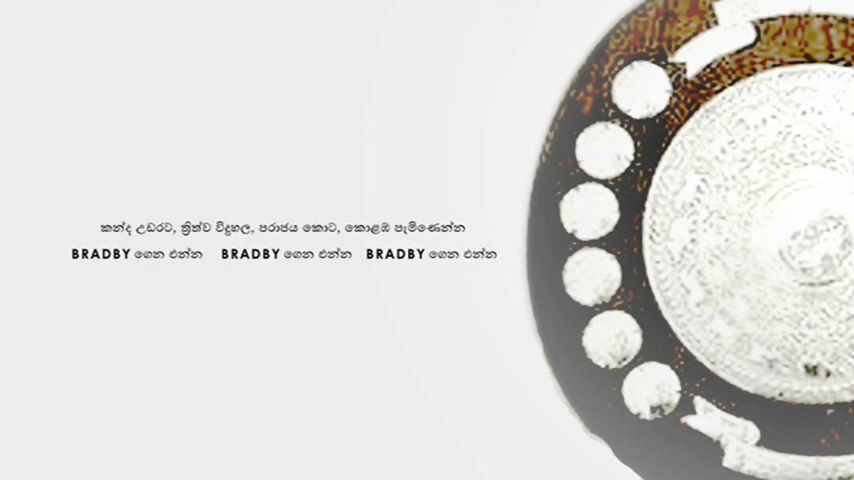 කන්ද උඩරට, ත්‍රිත්ව විදුහල, පරාජය කොට, කොළඹ පැමිණෙන්න
BRADBY ගෙන එන්න BRADBY ගෙන එන්න BRADBY ගෙන එන්න